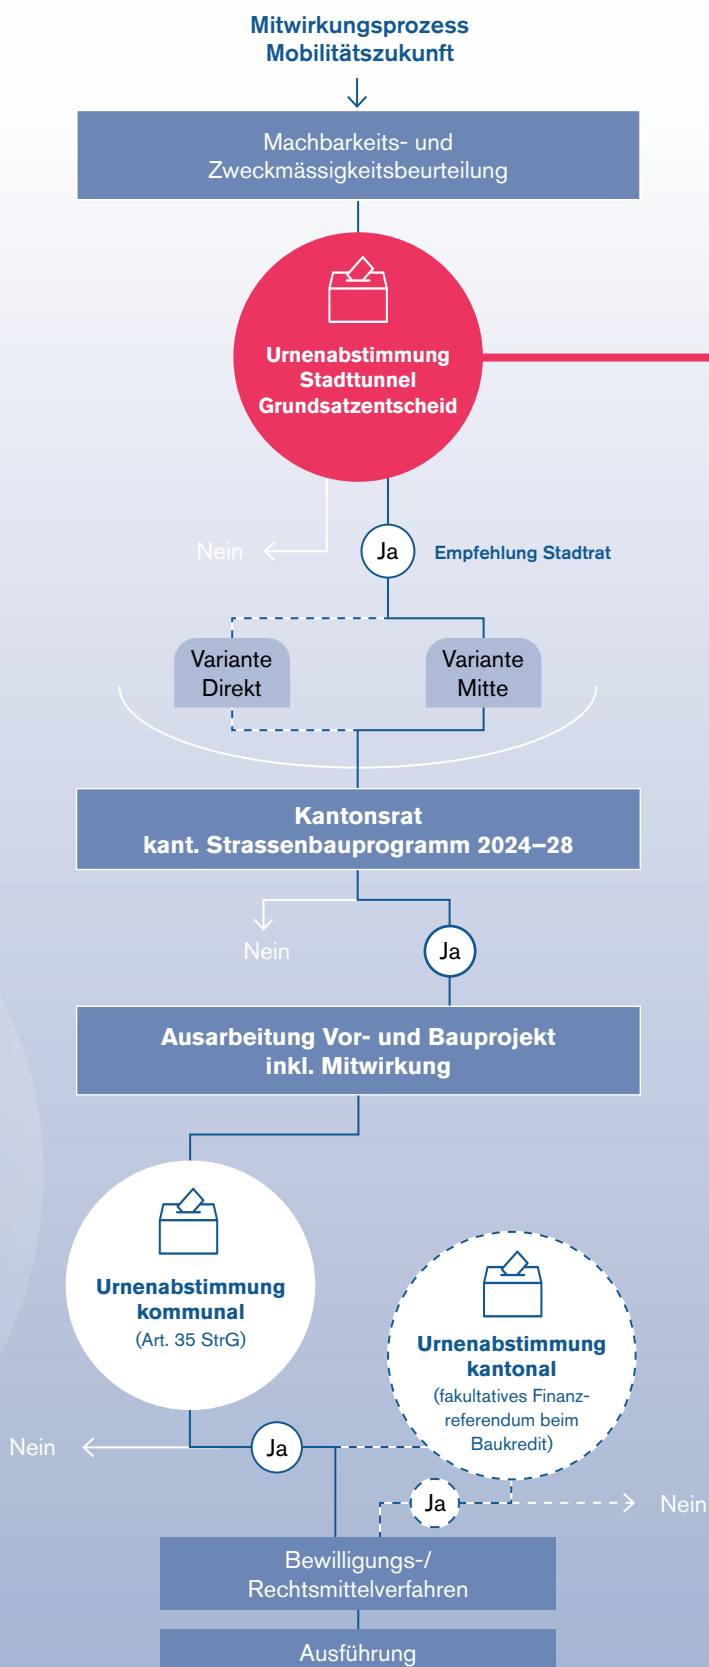 Mitwirkungsprozess
Mobilitätszukunft
Machbarkeits- und
Zweckmässigkeitsbeurteilung
Urnenabstimmung
Stadttunnel
Grundsatzentscheid
Nein
Ja
Empfehlung Stadtrat
Variante
Direkt
Variante
Mitte
Kantonsrat
kant. Strassenbauprogramm 2024–28
Nein
Ja
Ausarbeitung Vor- und Bauprojekt
inkl. Mitwirkung
Urnenabstimmung
kommunal
(Art. 35 StrG)
Urnenabstimmung
kantonal
(fakultatives Finanz-
referendum beim
Baukredit)
Nein
Ja
Ja
Nein
Bewilligungs-/
Rechtsmittelverfahren
Ausführung